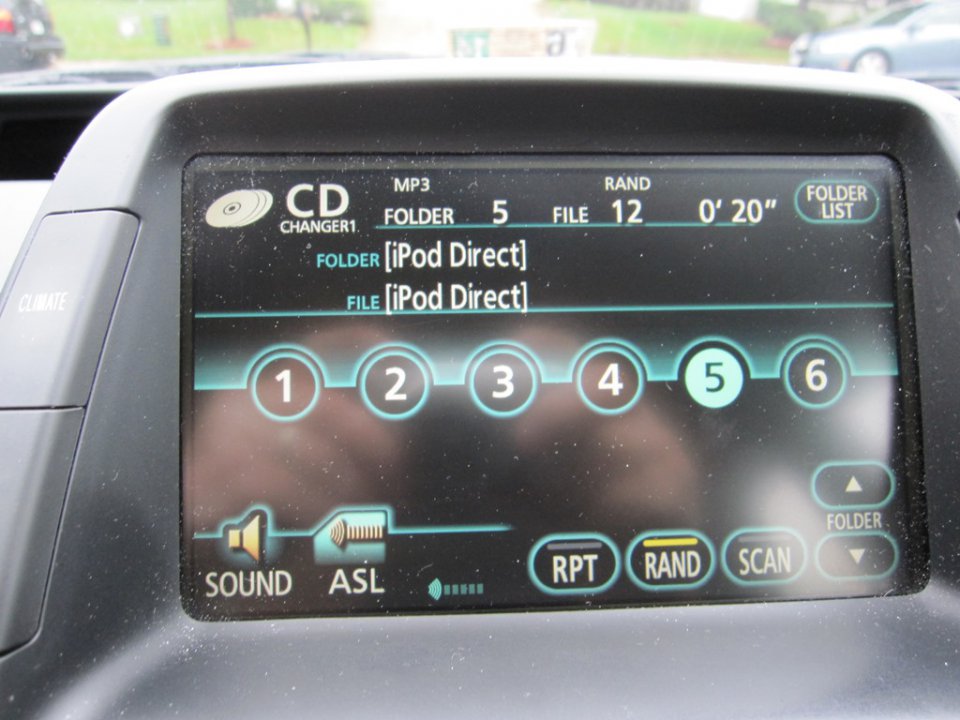 MP3 RAND
CD FOLDER 5 FILE 12 0' 20" FOLDER LIST
CHANGER1
FOLDER [iPod Direct]
FILE [iPod Direct]
1 2 3 4 5 6
CLIMATE
FOLDER
RPT RAND SCAN
SOUND ASL